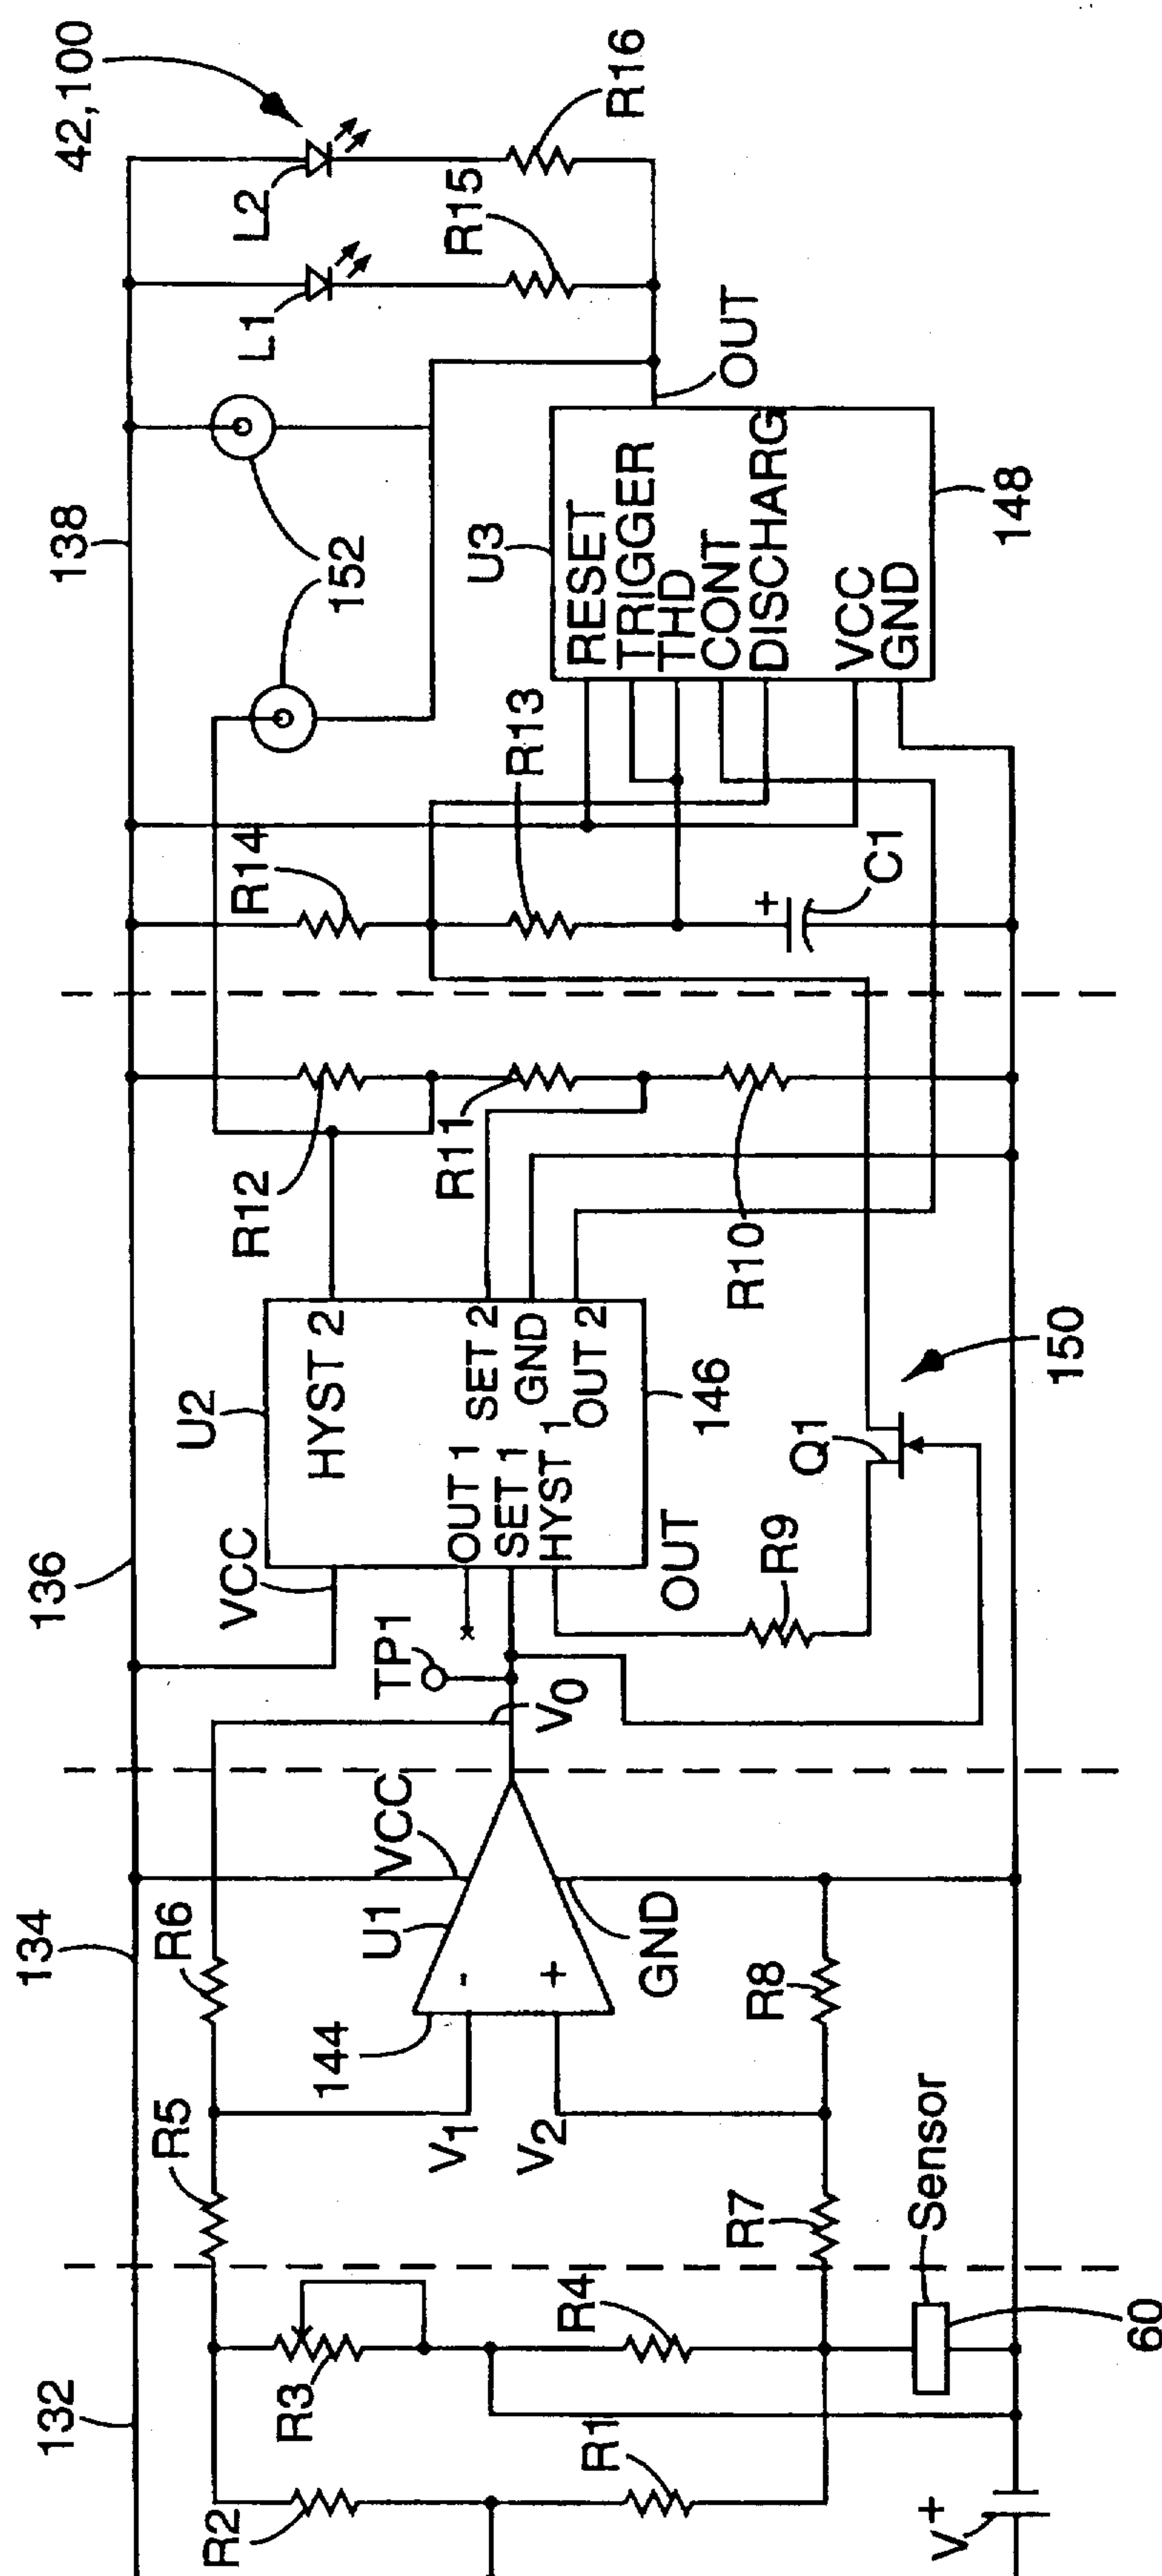 132
134
136
138
42,100
R2
R3
R5
R6
R12
R14
152
L1
L2
R1
R4
V1
V2
144
U1
VCC
TP1
V0
VCC
U2
HYST 2
OUT 1
SET 1
HYST 1
SET 2
GND
OUT 2
146
OUT
R11
R13
U3
RESET
TRIGGER
THD
CONT
DISCHARG
VCC
GND
148
OUT
R15
R16
V+
Sensor
60
R7
R8
GND
R9
Q1
150
R10
C1
+
-
+